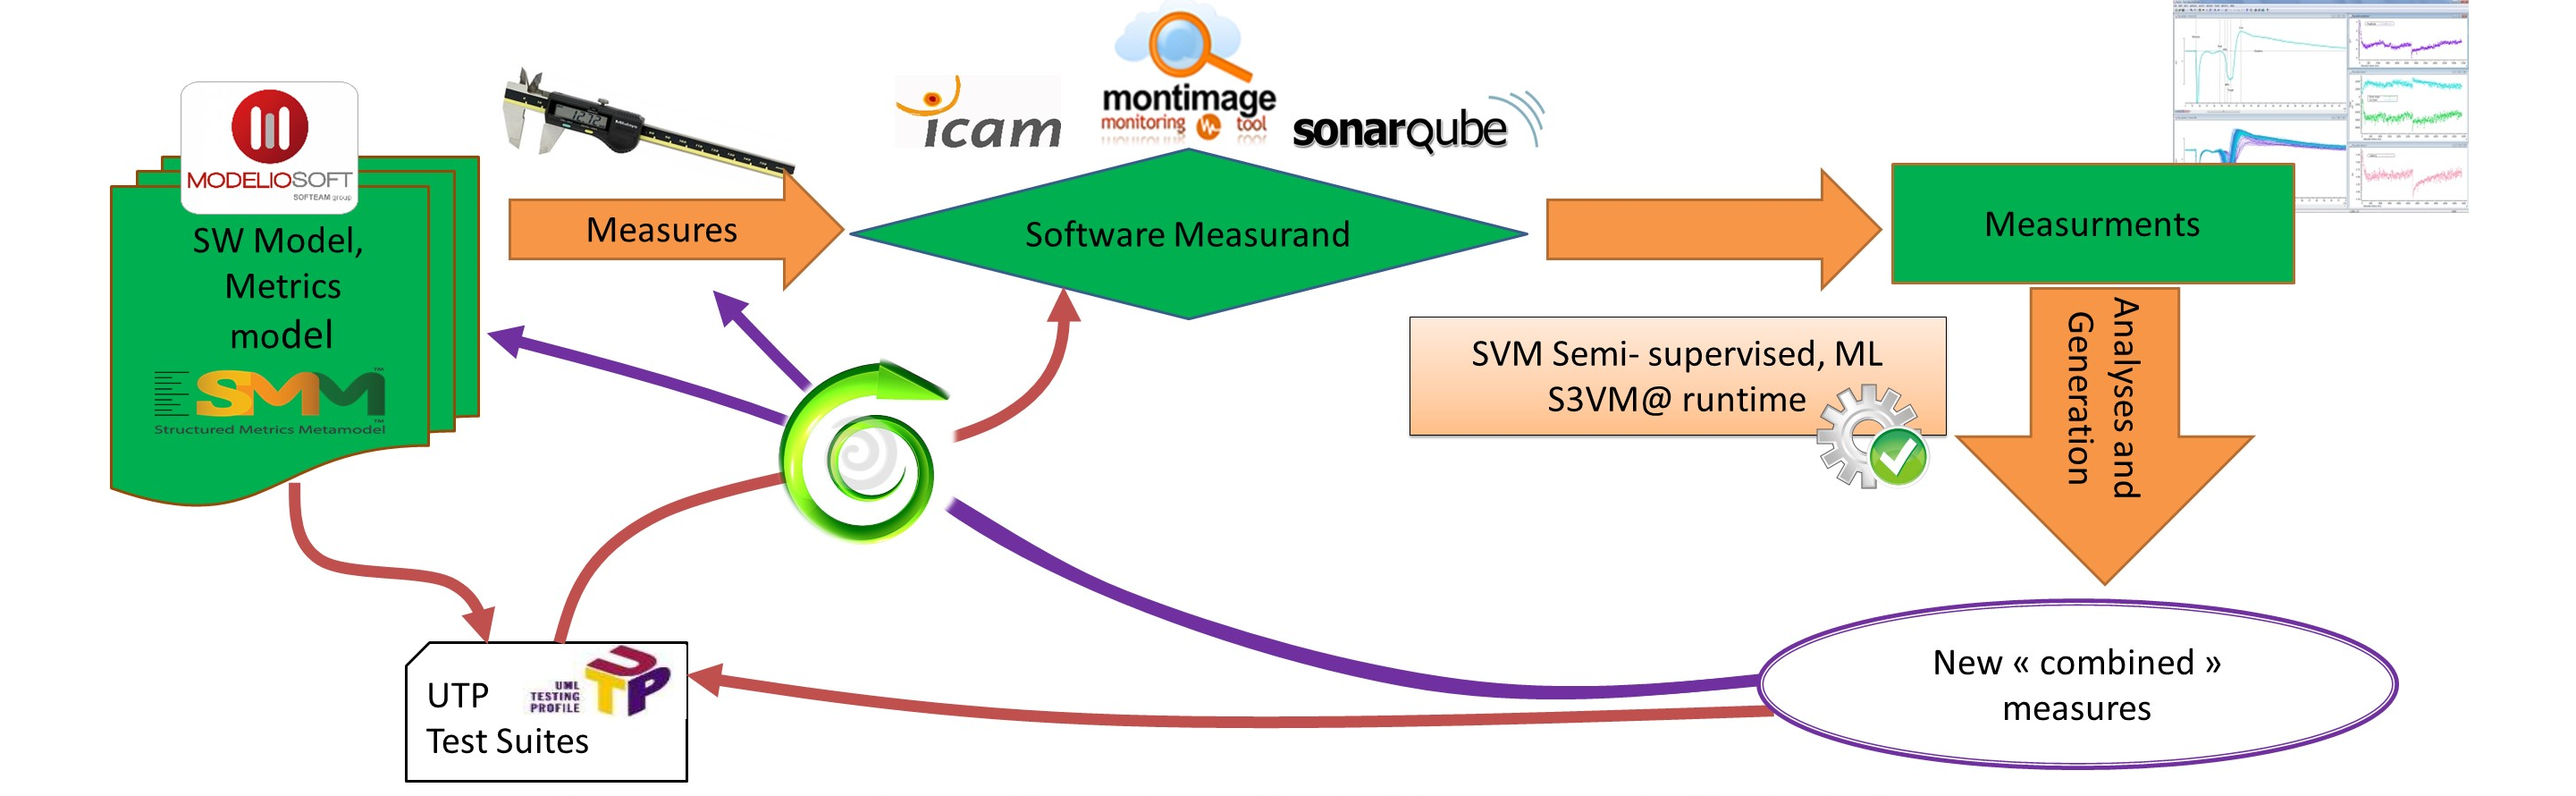 MODELIOSOFT
SOFTEAM group
SW Model,
Metrics
model
SMM
Structured Metrics Metamodel
Measures
icam
montimage
monitoring tool
sonarqube
Software Measurand
Measurments
SVM Semi- supervised, ML
S3VM@ runtime
Analyses and
Generation
New « combined »
measures
UTP
Test Suites
UML
TESTING
PROFILE
UTP